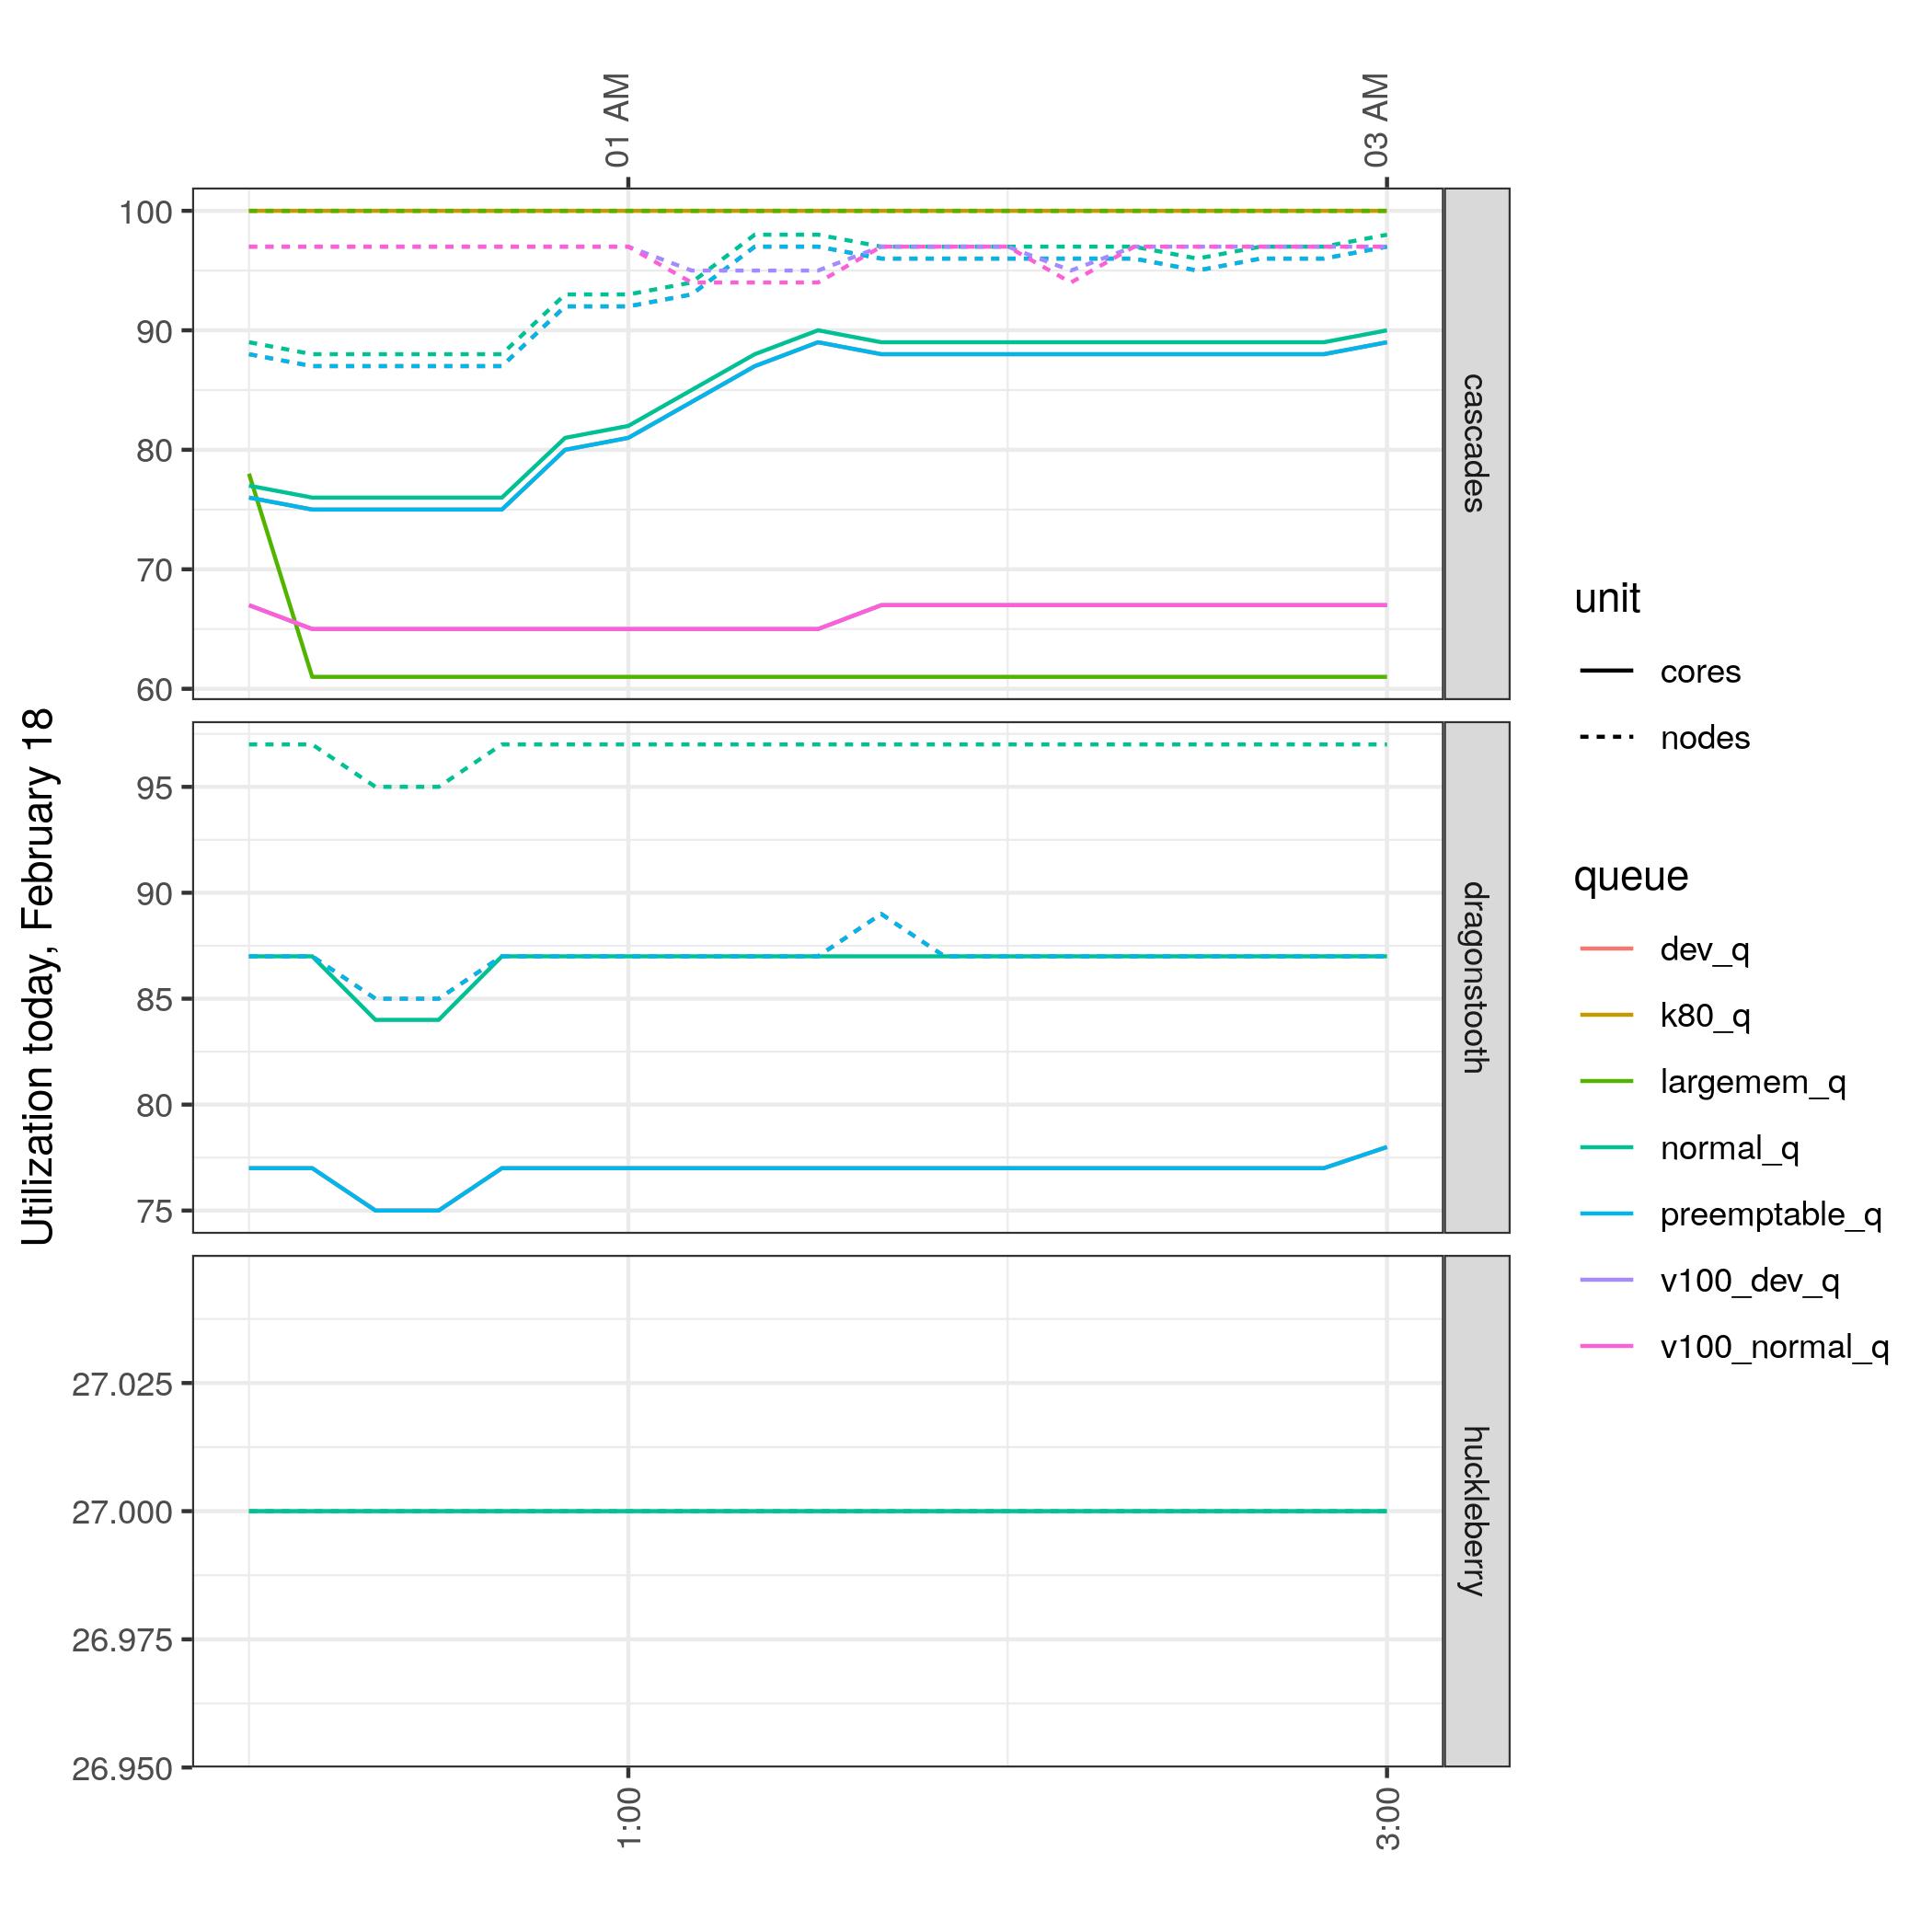 01 AM
03 AM
100
90
80
70
60
cascades
95
90
85
80
75
dragonstooth
27.025
27.000
26.975
26.950
huckleberry
1:00
3:00
Utilization today, February 18
unit
cores
nodes
queue
dev_q
k80_q
largemem_q
normal_q
preemptable_q
v100_dev_q
v100_normal_q